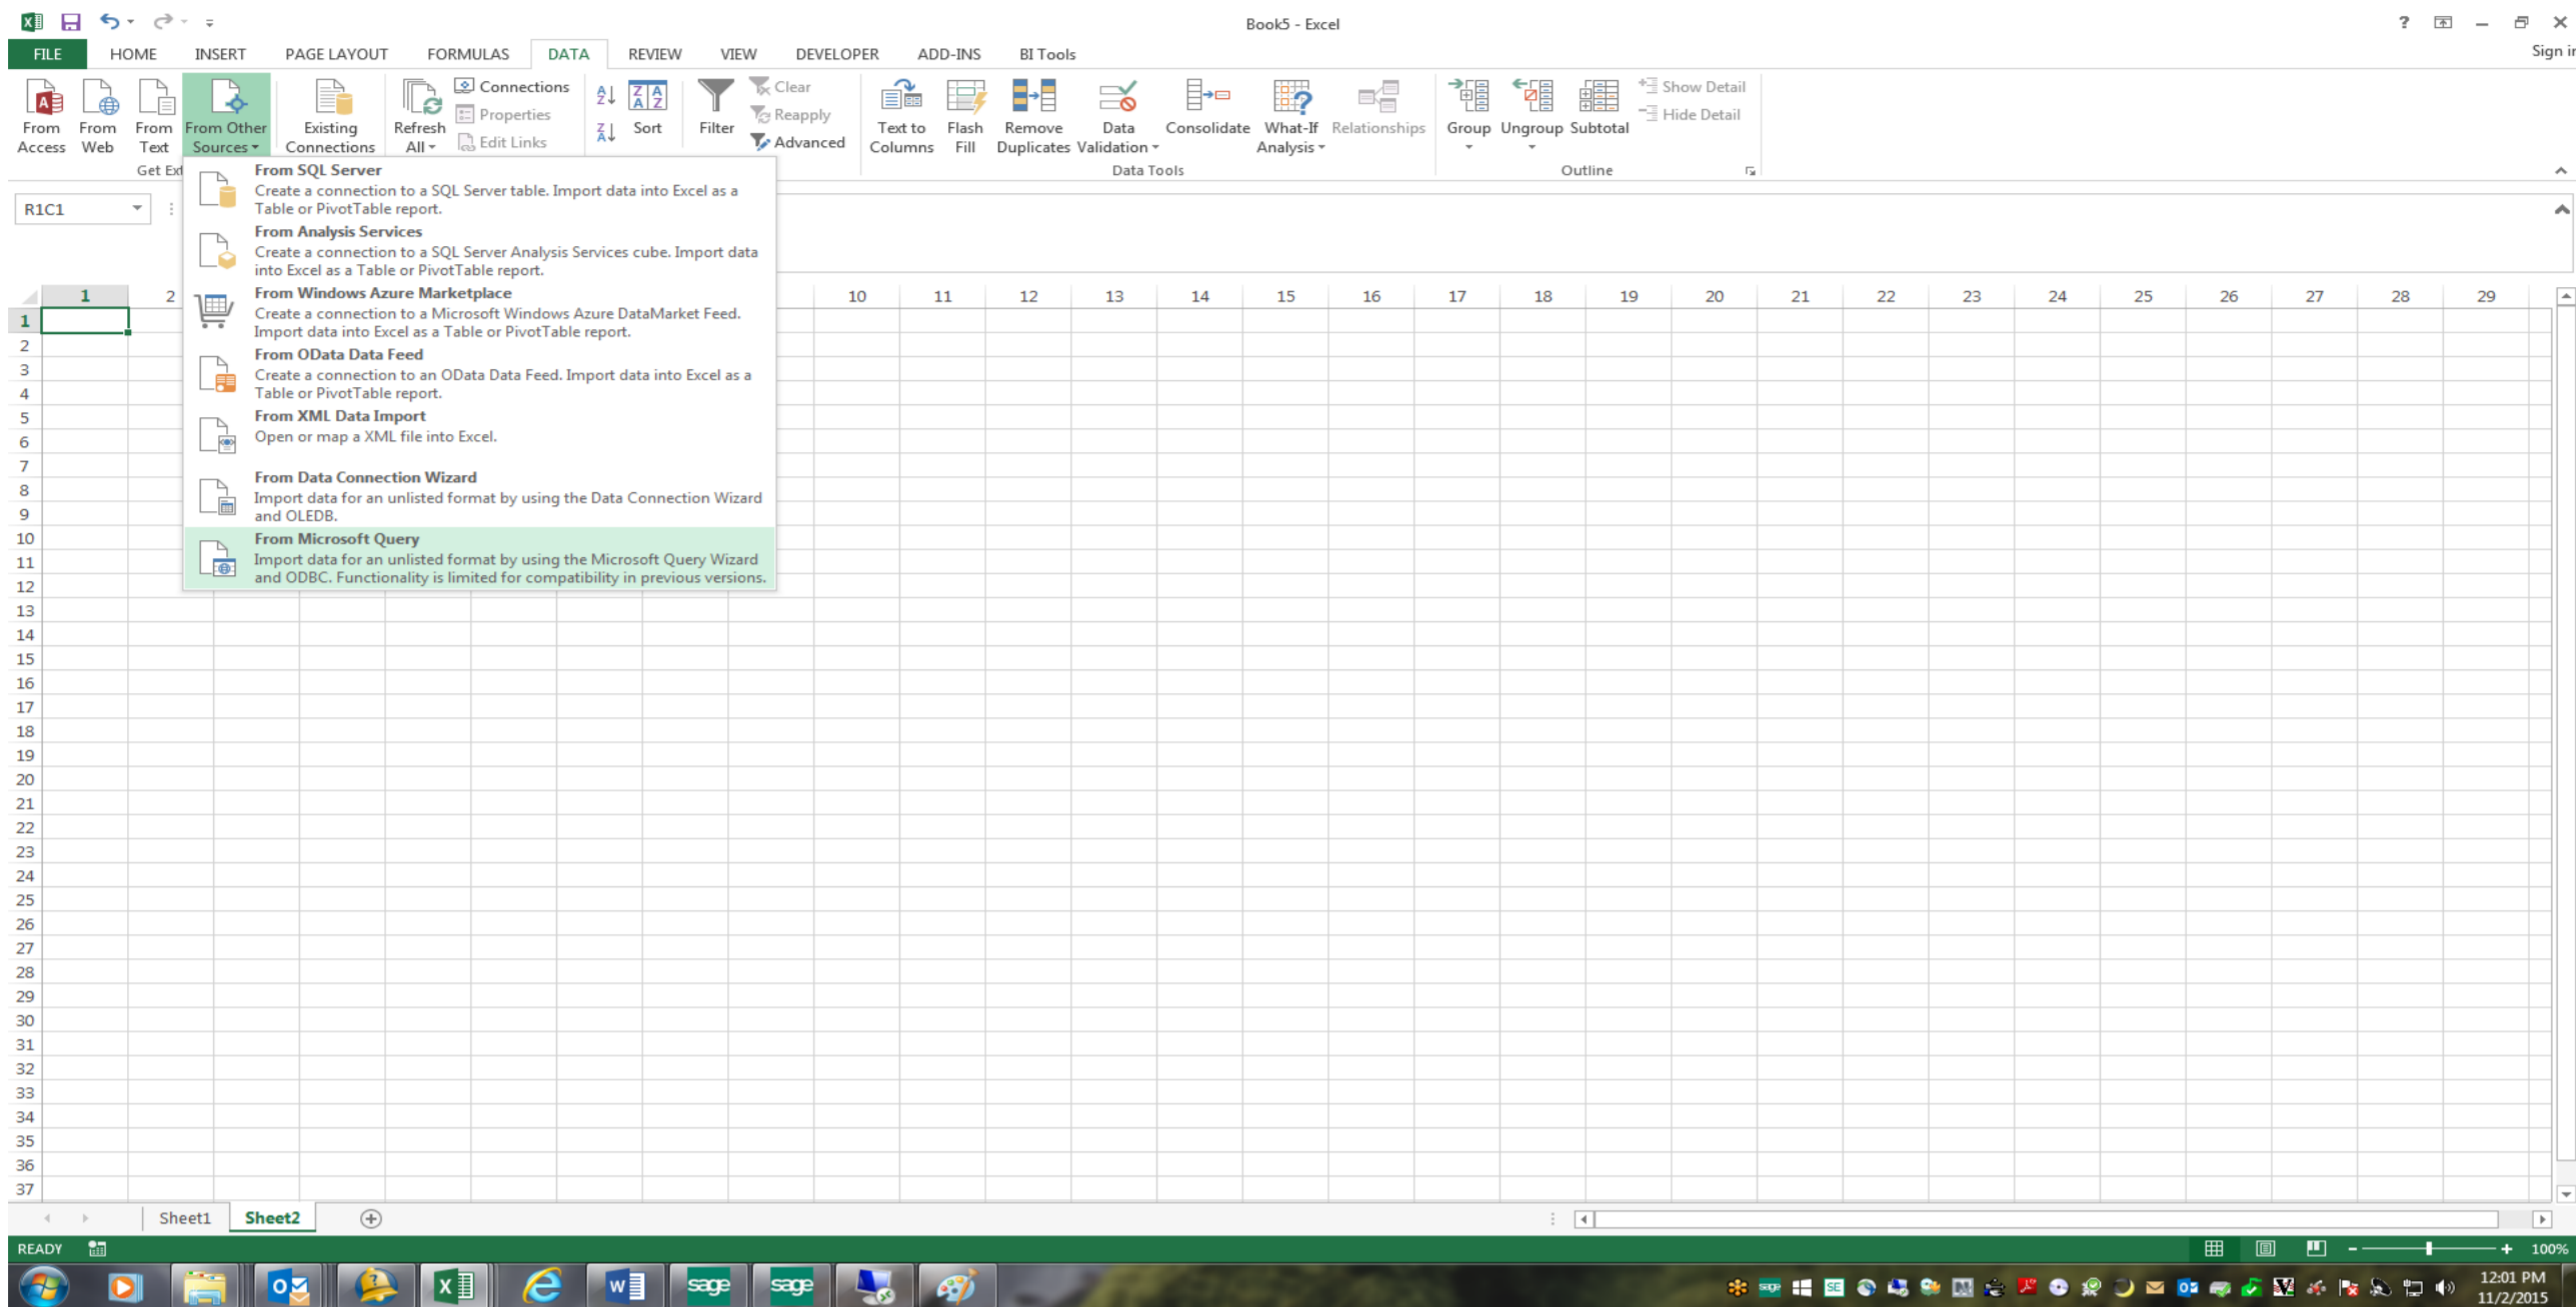 Book5 - Excel
FILE HOME INSERT PAGE LAYOUT FORMULAS DATA REVIEW VIEW DEVELOPER ADD-INS BI Tools
Sign in
From Access
From Web
From Text
From Other Sources
Existing Connections
Refresh All
Connections
Properties
Edit Links
Sort
Filter
Clear
Reapply
Advanced
Text to Columns
Flash Fill
Remove Duplicates
Data Validation
Consolidate
What-If Analysis
Relationships
Group
Ungroup
Subtotal
Show Detail
Hide Detail
Get Ext
Data Tools
Outline
R1C1
From SQL Server
Create a connection to a SQL Server table. Import data into Excel as a
Table or PivotTable report.
From Analysis Services
Create a connection to a SQL Server Analysis Services cube. Import data
into Excel as a Table or PivotTable report.
From Windows Azure Marketplace
Create a connection to a Microsoft Windows Azure DataMarket Feed.
Import data into Excel as a Table or PivotTable report.
From OData Data Feed
Create a connection to an OData Data Feed. Import data into Excel as a
Table or PivotTable report.
From XML Data Import
Open or map a XML file into Excel.
From Data Connection Wizard
Import data for an unlisted format by using the Data Connection Wizard
and OLEDB.
From Microsoft Query
Import data for an unlisted format by using the Microsoft Query Wizard
and ODBC. Functionality is limited for compatibility in previous versions.
1 2 10 11 12 13 14 15 16 17 18 19 20 21 22 23 24 25 26 27 28 29
1
2
3
4
5
6
7
8
9
10
11
12
13
14
15
16
17
18
19
20
21
22
23
24
25
26
27
28
29
30
31
32
33
34
35
36
37
Sheet1 Sheet2
READY
100%
sage sage
12:01 PM
11/2/2015